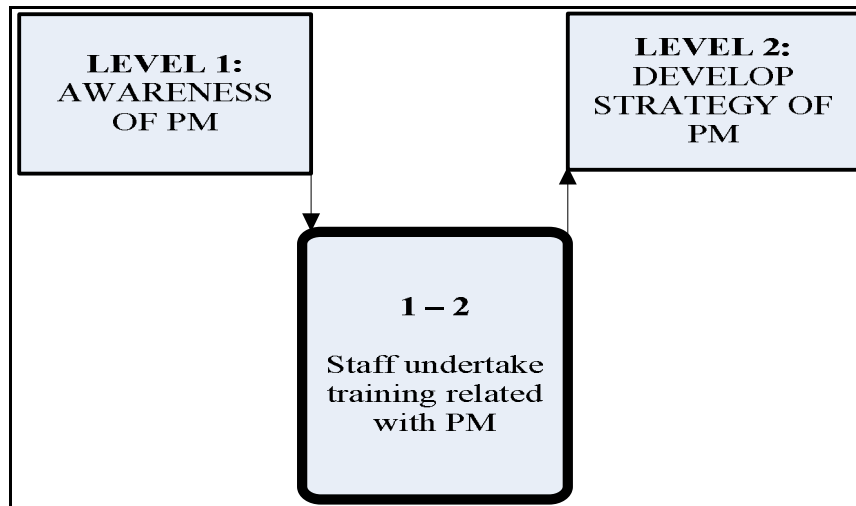 LEVEL 1:
AWARENESS
OF PM
LEVEL 2:
DEVELOP
STRATEGY OF
PM
1 – 2
Staff undertake
training related
with PM